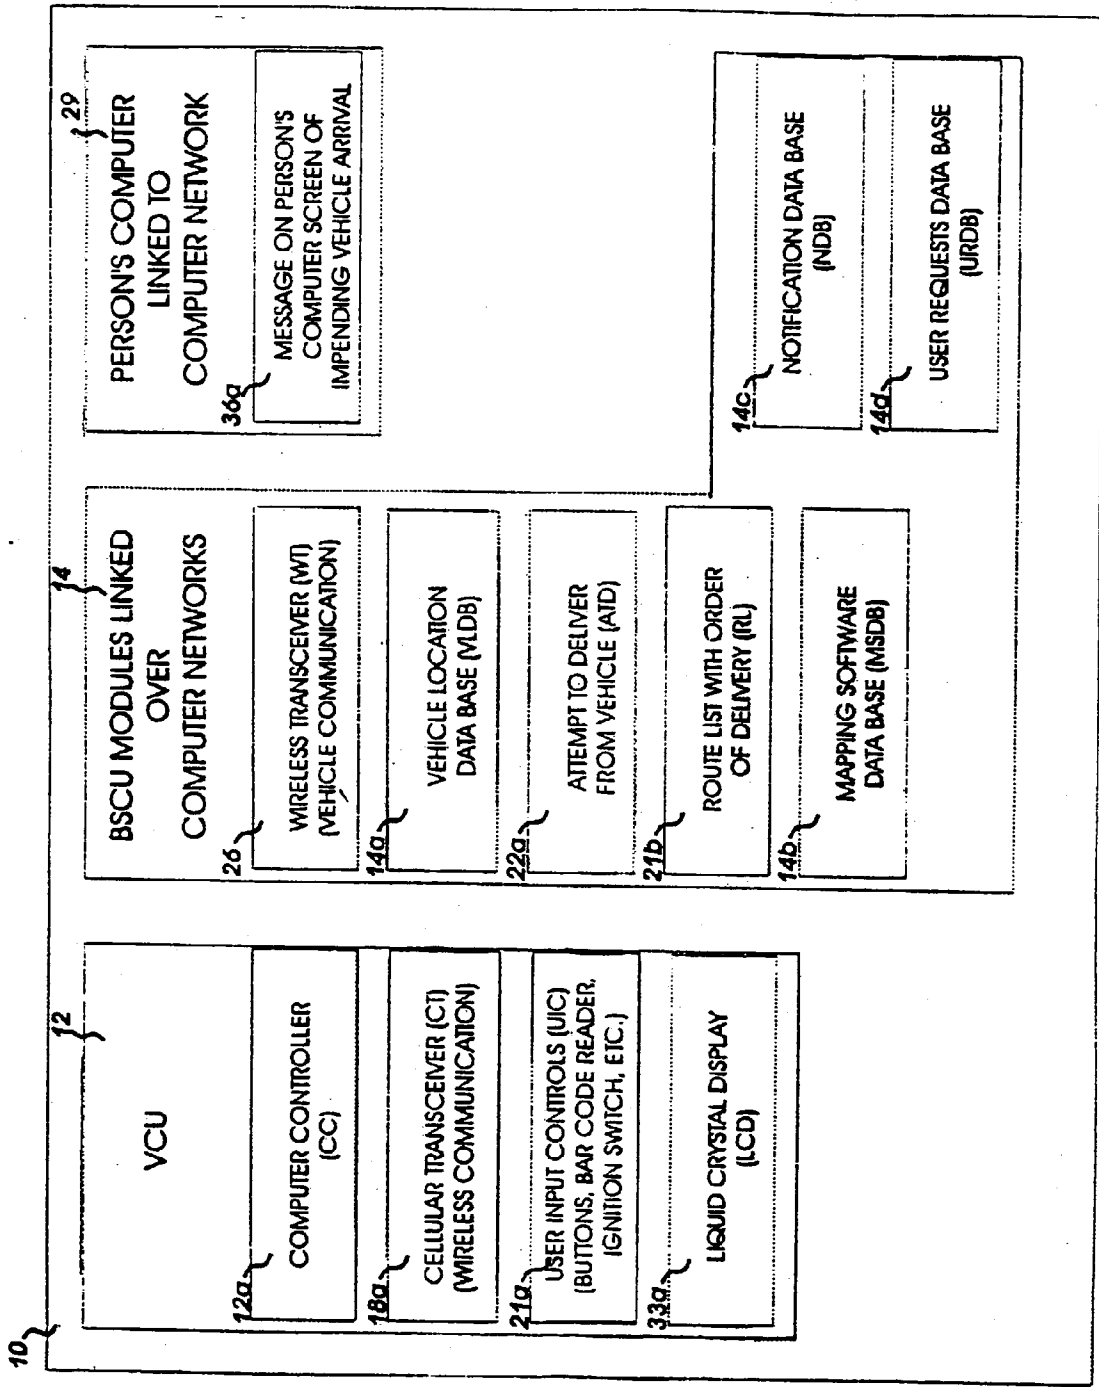 10
12
VCU
12a
COMPUTER CONTROLLER
(CC)
18a
CELLULAR TRANSCEIVER (CT)
(WIRELESS COMMUNICATION)
21a
USER INPUT CONTROLS (UIC)
(BUTTONS, BAR CODE READER,
IGNITION SWITCH, ETC.)
33a
LIQUID CRYSTAL DISPLAY
(LCD)
14
BSCU MODULES LINKED
OVER
COMPUTER NETWORKS
26
WIRELESS TRANSCEIVER (WT)
(VEHICLE COMMUNICATION)
14a
VEHICLE LOCATION
DATA BASE (VLDB)
22a
ATTEMPT TO DELIVER
FROM VEHICLE (ATD)
21b
ROUTE LIST WITH ORDER
OF DELIVERY (RL)
14b
MAPPING SOFTWARE
DATA BASE (MSDB)
29
PERSON'S COMPUTER
LINKED TO
COMPUTER NETWORK
36a
MESSAGE ON PERSON'S
COMPUTER SCREEN OF
IMPENDING VEHICLE ARRIVAL
14c
NOTIFICATION DATA BASE
(NDB)
14d
USER REQUESTS DATA BASE
(URDB)